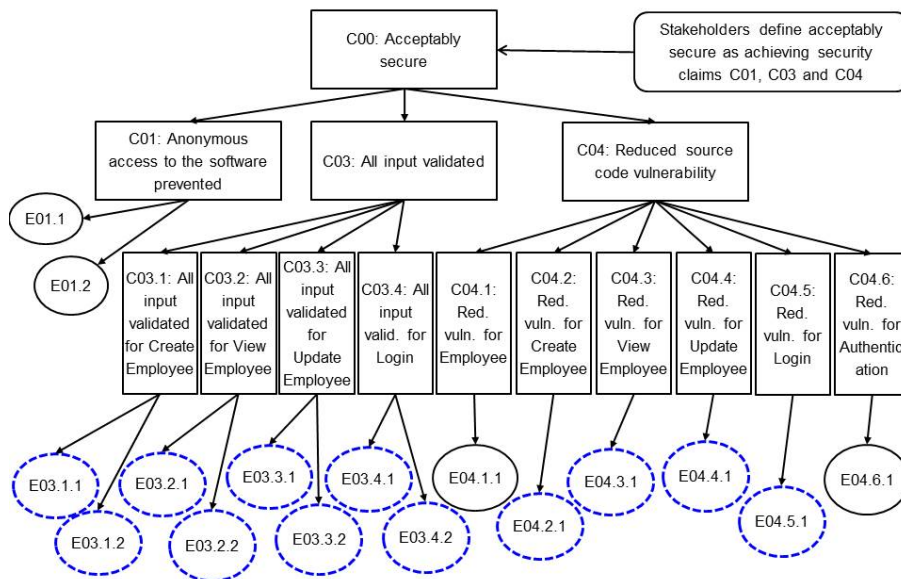 C00: Acceptably
secure
Stakeholders define acceptably
secure as achieving security
claims C01, C03 and C04
C01: Anonymous
access to the software
prevented
C03: All input validated
C04: Reduced source
code vulnerability
E01.1
E01.2
C03.1: All
input
validated
for Create
Employee
C03.2: All
input
validated
for View
Employee
C03.3: All
input
validated
for
Update
Employee
C03.4: All
input
valid. for
Login
C04.1:
Red.
vuln. for
Employee
C04.2:
Red.
vuln. for
Create
Employee
C04.3:
Red.
vuln. for
View
Employee
C04.4:
Red.
vuln. for
Update
Employee
C04.5:
Red.
vuln. for
Login
C04.6:
Red.
vuln. for
Authentic
ation
E03.1.1
E03.1.2
E03.2.1
E03.2.2
E03.3.1
E03.3.2
E03.4.1
E03.4.2
E04.1.1
E04.2.1
E04.3.1
E04.4.1
E04.5.1
E04.6.1